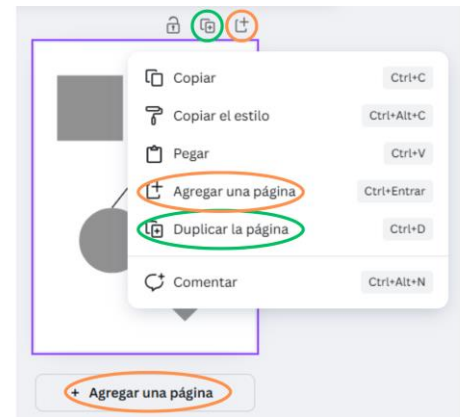 Copiar Ctrl+C
Copiar el estilo Ctrl+Alt+C
Pegar Ctrl+V
Agregar una página Ctrl+Entrar
Duplicar la página Ctrl+D
Comentar Ctrl+Alt+N
+ Agregar una página